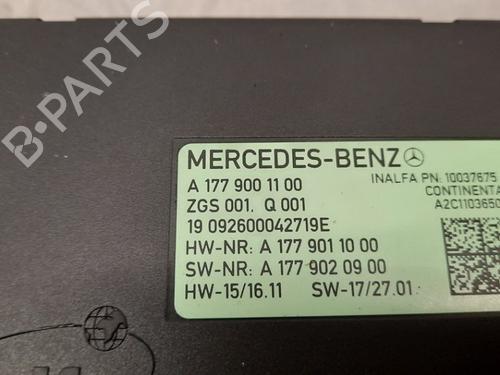 B-PARTS
MERCEDES-BENZ
A 177 900 11 00
ZGS 001, Q 001
19 092600042719E
HW-NR: A 177 901 10 00
SW-NR: A 177 902 09 00
HW-15/16.11 SW-17/27.01
INALFA PN: 10037675
CONTINENTA
A2C1103650